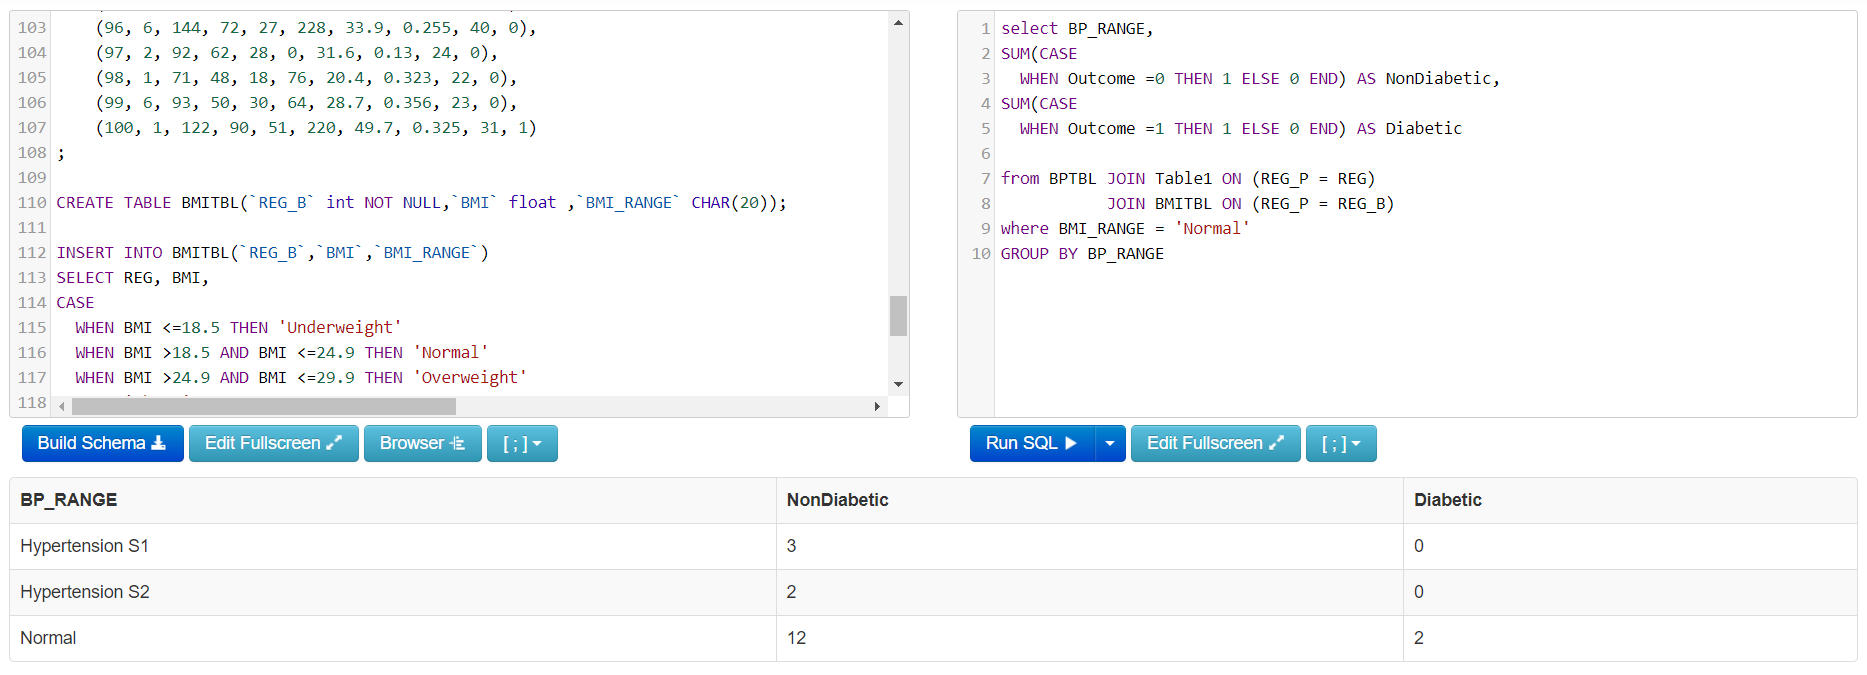 103 (96, 6, 144, 72, 27, 228, 33.9, 0.255, 40, 0),
104 (97, 2, 92, 62, 28, 0, 31.6, 0.13, 24, 0),
105 (98, 1, 71, 48, 18, 76, 20.4, 0.323, 22, 0),
106 (99, 6, 93, 50, 30, 64, 28.7, 0.356, 23, 0),
107 (100, 1, 122, 90, 51, 220, 49.7, 0.325, 31, 1)
108 ;
109
110 CREATE TABLE BMITBL(`REG_B` int NOT NULL,`BMI` float ,`BMI_RANGE` CHAR(20));
111
112 INSERT INTO BMITBL(`REG_B`,`BMI`,`BMI_RANGE`)
113 SELECT REG, BMI,
114 CASE
115 WHEN BMI <=18.5 THEN 'Underweight'
116 WHEN BMI >18.5 AND BMI <=24.9 THEN 'Normal'
117 WHEN BMI >24.9 AND BMI <=29.9 THEN 'Overweight'
118
Build Schema Edit Fullscreen Browser [ ; ]
1 select BP_RANGE,
2 SUM(CASE
3 WHEN Outcome =0 THEN 1 ELSE 0 END) AS NonDiabetic,
4 SUM(CASE
5 WHEN Outcome =1 THEN 1 ELSE 0 END) AS Diabetic
6
7 from BPTBL JOIN Table1 ON (REG_P = REG)
8 JOIN BMITBL ON (REG_P = REG_B)
9 where BMI_RANGE = 'Normal'
10 GROUP BY BP_RANGE
Run SQL Edit Fullscreen [ ; ]
BP_RANGE NonDiabetic Diabetic
Hypertension S1 3 0
Hypertension S2 2 0
Normal 12 2